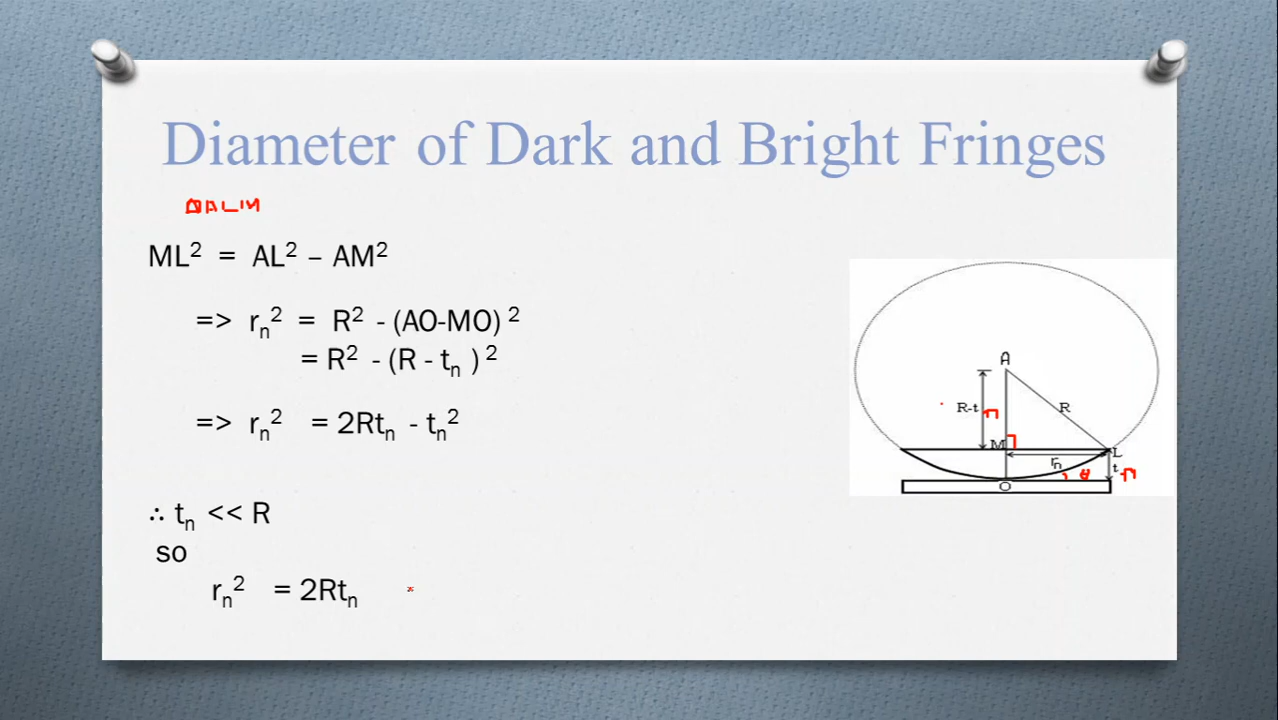 Diameter of Dark and Bright Fringes
ΔALM
ML² = AL² – AM²
=> rₙ² = R² - (AO-MO)²
= R² - (R - tₙ )²
=> rₙ² = 2Rtₙ - tₙ²
∴ tₙ << R
so
rₙ² = 2Rtₙ *
A
R-t n
R
M
L
rₙ
θ
t n
O